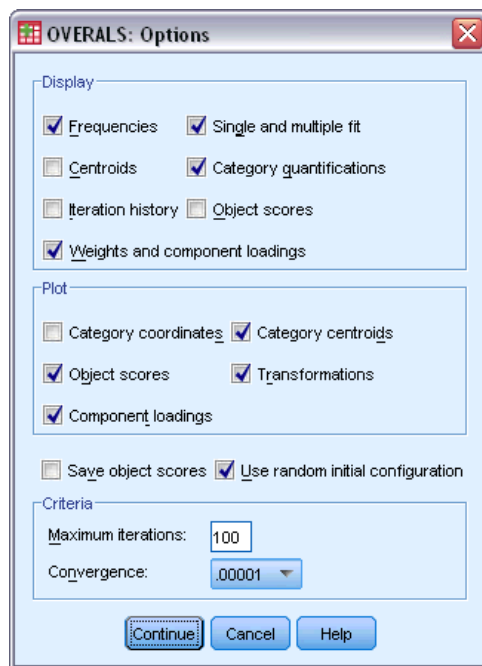 OVERALS: Options
Display
Frequencies Single and multiple fit
Centroids Category quantifications
Iteration history Object scores
Weights and component loadings
Plot
Category coordinates Category centroids
Object scores Transformations
Component loadings
Save object scores Use random initial configuration
Criteria
Maximum iterations: 100
Convergence: .00001
Continue Cancel Help